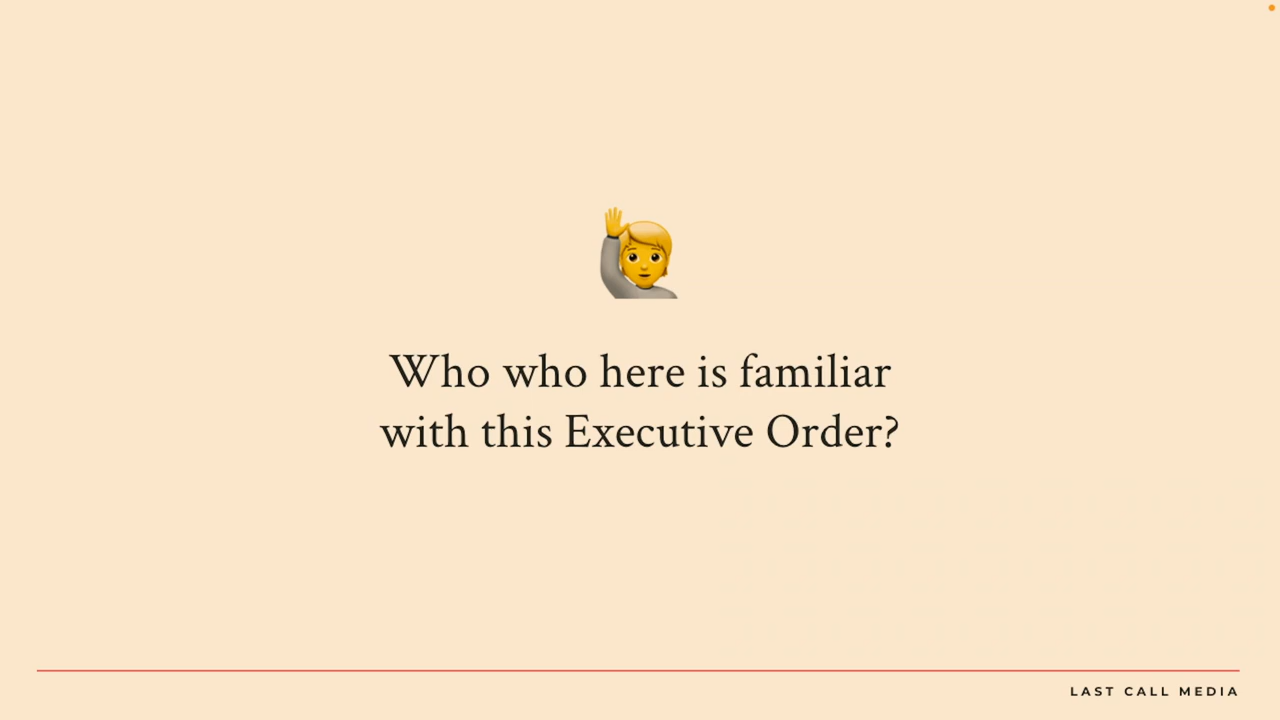 Who who here is familiar
with this Executive Order?
LAST CALL MEDIA